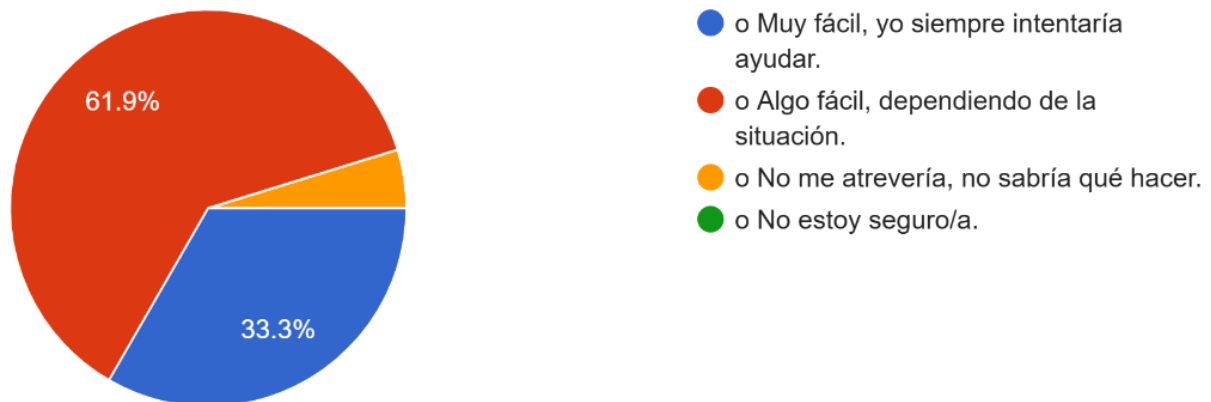 61.9%
33.3%
o Muy fácil, yo siempre intentaría
ayudar.
o Algo fácil, dependiendo de la
situación.
o No me atrevería, no sabría qué hacer.
o No estoy seguro/a.